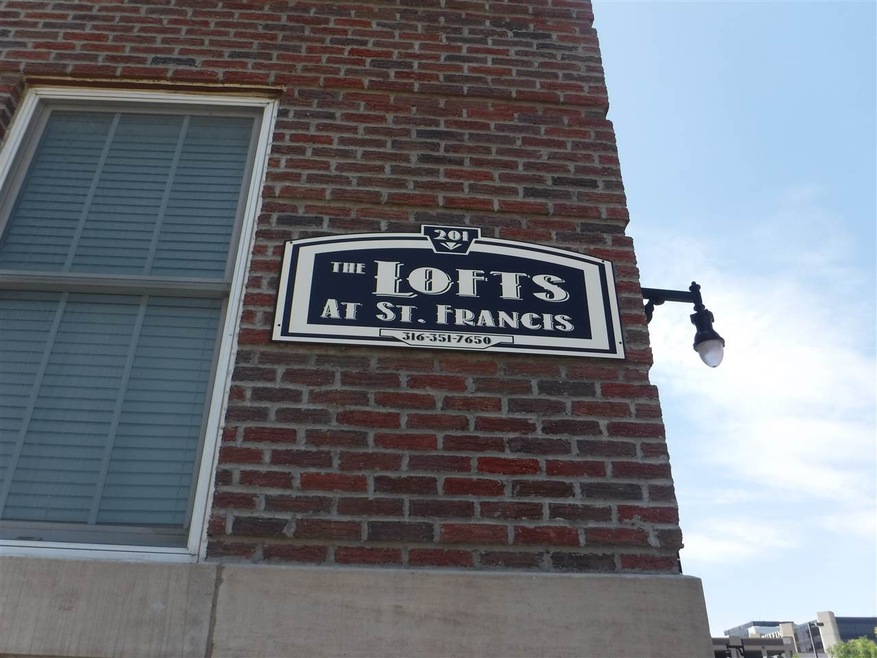 201
THE LOFTS
AT ST. FRANCIS
316-351-7650